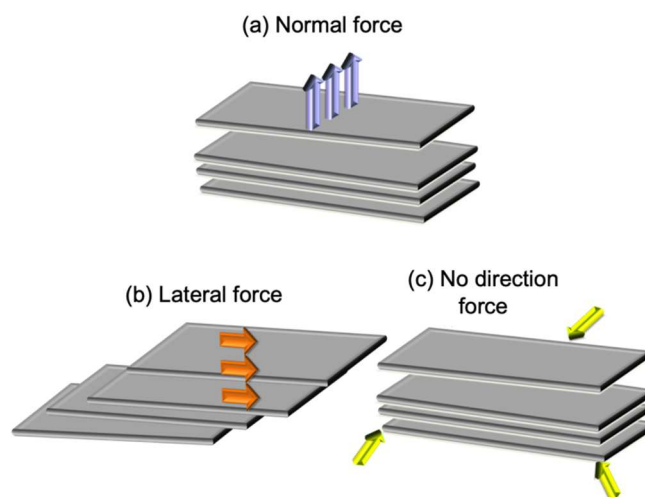 (a) Normal force
(b) Lateral force
(c) No direction
force